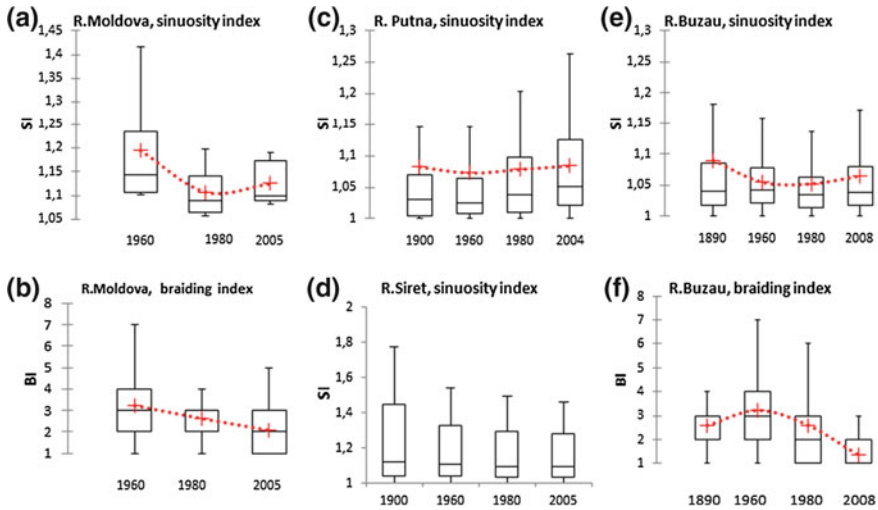 (a) R.Moldova, sinuosity index
1,45
1,4
1,35
1,3
1,25
1,2
1,15
1,1
1,05
SI
1960 1980 2005
(c) R. Putna, sinuosity index
1,3
1,25
1,2
1,15
1,1
1,05
1
SI
1900 1960 1980 2004
(e) R.Buzau, sinuosity index
1,3
1,25
1,2
1,15
1,1
1,05
1
SI
1890 1960 1980 2008
(b) R.Moldova, braiding index
8
7
6
5
4
3
2
1
BI
1960 1980 2005
(d) R.Siret, sinuosity index
2
1,8
1,6
1,4
1,2
1
SI
1900 1960 1980 2005
(f) R.Buzau, braiding index
8
7
6
5
4
3
2
1
BI
1890 1960 1980 2008